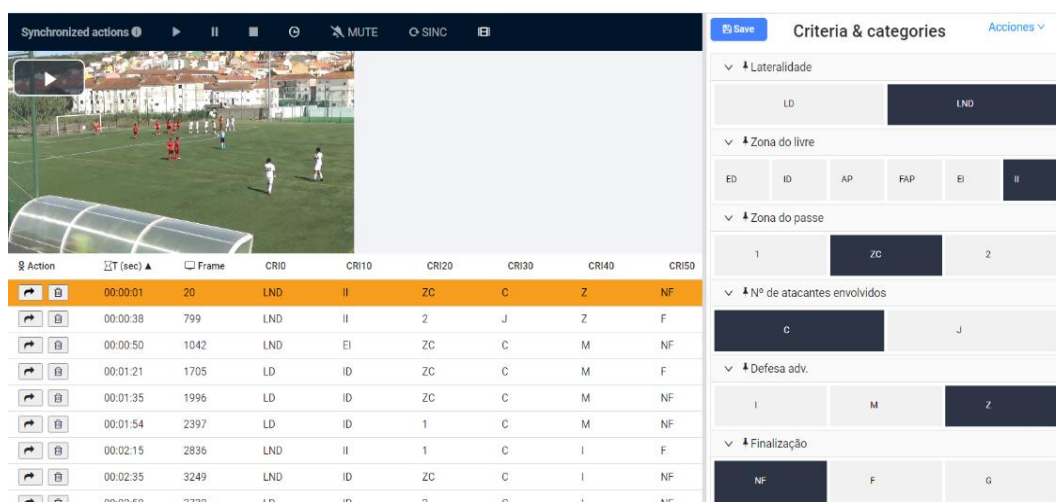 Synchronized actions MUTE SINC
T (sec) ▲ Frame CRI0 CRI10 CRI20 CRI30 CRI40 CRI50
Action
00:00:01 20 LND II ZC C Z NF
00:00:38 799 LND II 2 J Z F
00:00:50 1042 LND EI ZC C M NF
00:01:21 1705 LD ID ZC C M F
00:01:35 1996 LD ID ZC C M NF
00:01:54 2397 LD ID 1 C M NF
00:02:15 2836 LND II 1 C I F
00:02:35 3249 LND ID ZC C I NF
Save Criteria & categories Acciones
Lateralidade
LD LND
Zona do livre
ED ID AP FAP EI II
Zona do passe
1 ZC 2
Nº de atacantes envolvidos
C J
Defesa adv.
I M Z
Finalização
NF F G